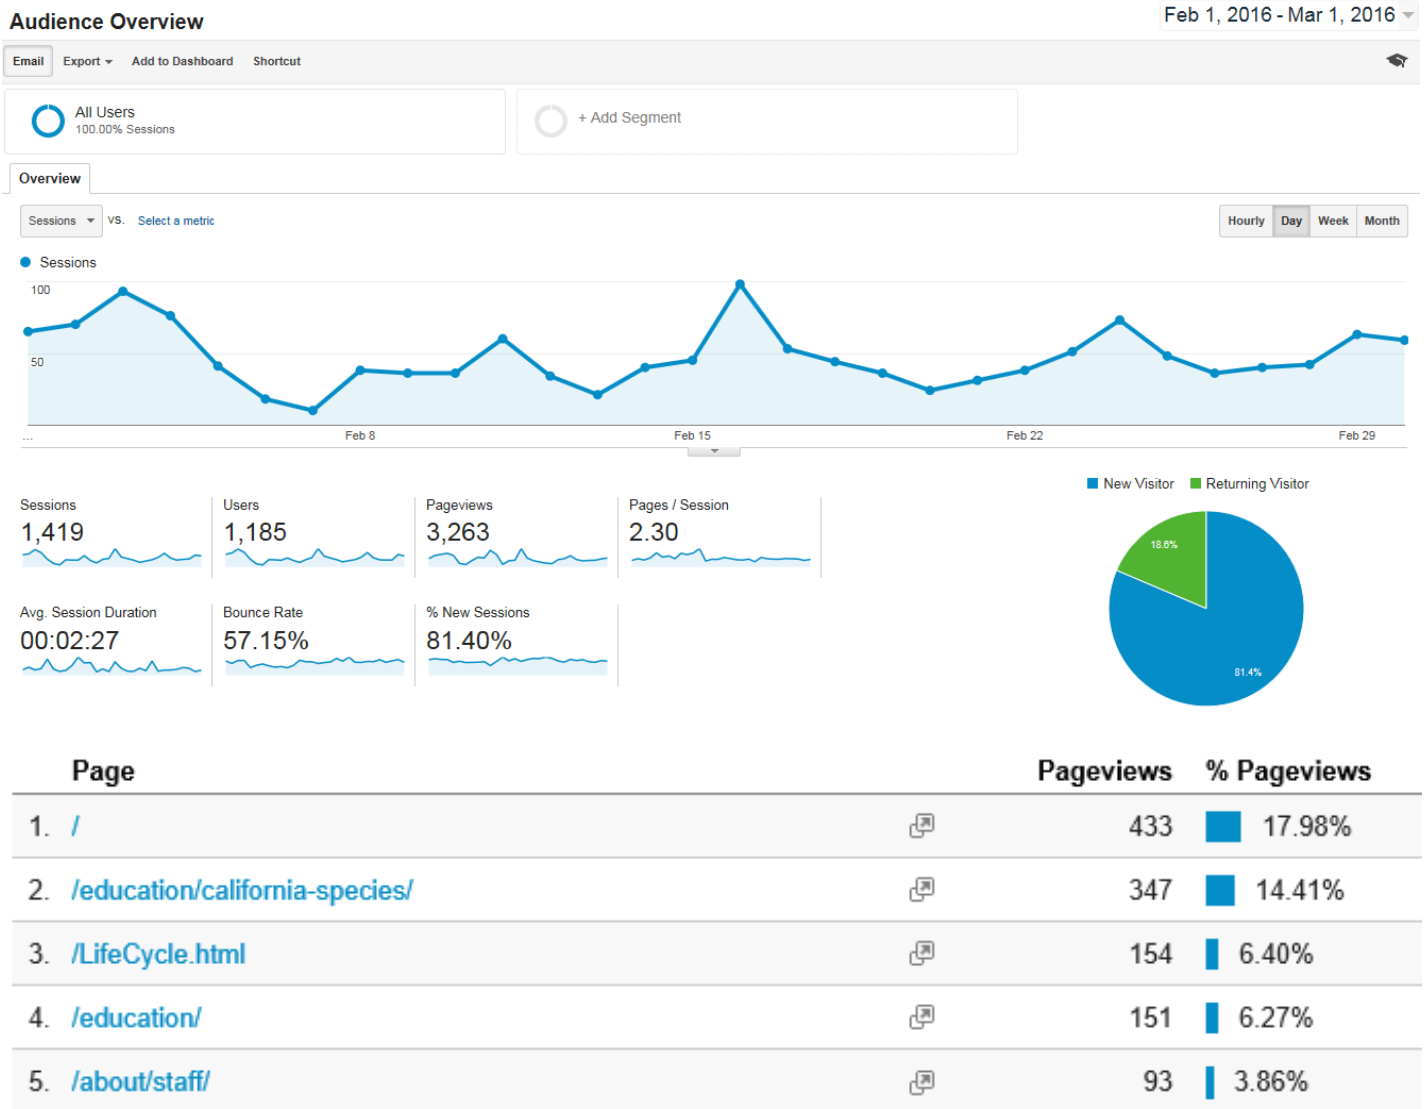 Audience Overview
Feb 1, 2016 - Mar 1, 2016
Email Export Add to Dashboard Shortcut
All Users
100.00% Sessions
+ Add Segment
Overview
Sessions VS. Select a metric
Hourly Day Week Month
Sessions
100
50
... Feb 8 Feb 15 Feb 22 Feb 29
New Visitor Returning Visitor
Sessions Users Pageviews Pages / Session
1,419 1,185 3,263 2.30
18.6%
Avg. Session Duration Bounce Rate % New Sessions
00:02:27 57.15% 81.40%
81.4%
Page Pageviews % Pageviews
1. / 433 17.98%
2. /education/california-species/ 347 14.41%
3. /LifeCycle.html 154 6.40%
4. /education/ 151 6.27%
5. /about/staff/ 93 3.86%